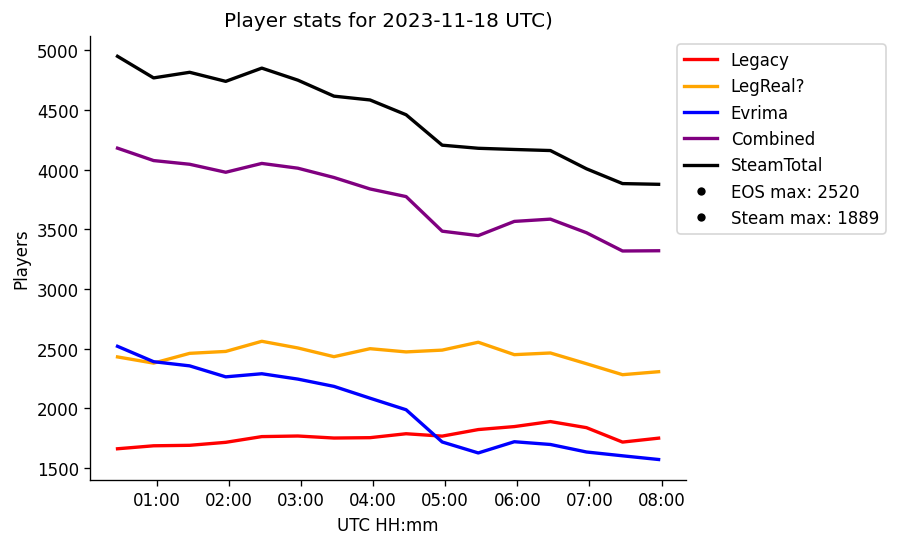 Player stats for 2023-11-18 UTC)
5000
4500
4000
3500
3000
2500
2000
1500
Players
01:00 02:00 03:00 04:00 05:00 06:00 07:00 08:00
UTC HH:mm
Legacy
LegReal?
Evrima
Combined
SteamTotal
EOS max: 2520
Steam max: 1889